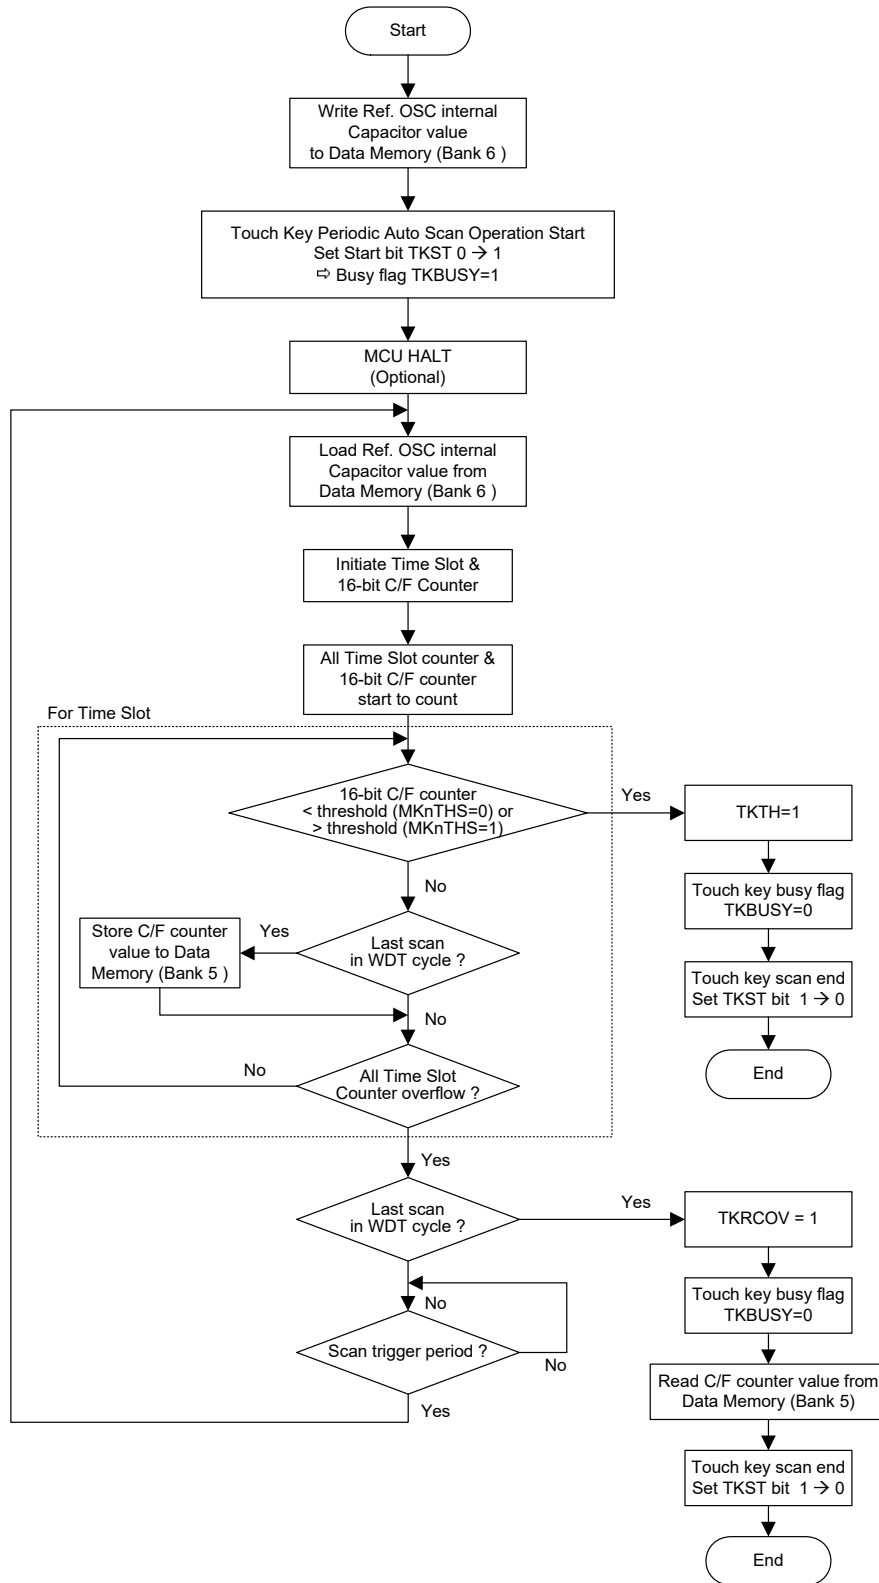 Start
Write Ref. OSC internal
Capacitor value
to Data Memory (Bank 6 )
Touch Key Periodic Auto Scan Operation Start
Set Start bit TKST 0 → 1
⇨ Busy flag TKBUSY=1
MCU HALT
(Optional)
Load Ref. OSC internal
Capacitor value from
Data Memory (Bank 6 )
Initiate Time Slot &
16-bit C/F Counter
All Time Slot counter &
16-bit C/F counter
start to count
For Time Slot
16-bit C/F counter
< threshold (MKnTHS=0) or
> threshold (MKnTHS=1)
Yes
TKTH=1
No
Touch key busy flag
TKBUSY=0
Store C/F counter
value to Data
Memory (Bank 5 )
Yes
Last scan
in WDT cycle ?
Touch key scan end
Set TKST bit 1 → 0
No
No
All Time Slot
Counter overflow ?
End
Yes
Last scan
in WDT cycle ?
Yes
TKRCOV = 1
No
Touch key busy flag
TKBUSY=0
Scan trigger period ?
No
Read C/F counter value from
Data Memory (Bank 5)
Yes
Touch key scan end
Set TKST bit 1 → 0
End